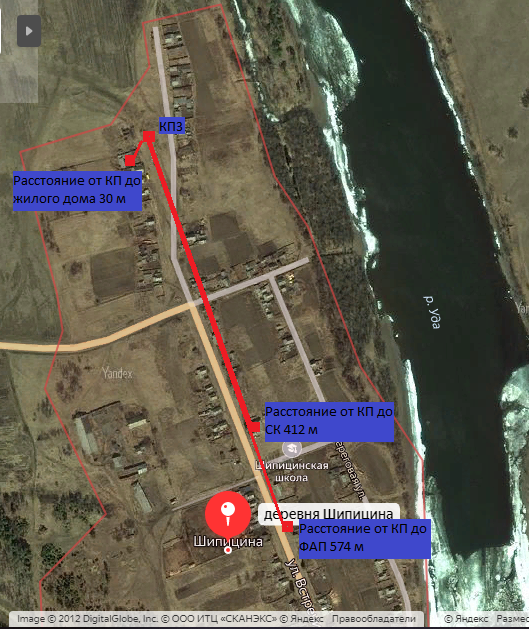 КП3
Расстояние от КП до
жилого дома 30 м
р. Уда
Yandex
Расстояние от КП до
СК 412 м
Шипицинская
школа
деревня Шипицина
Шипицина
Расстояние от КП до
ФАП 574 м
ул. Встре
Image © 2012 DigitalGlobe, Inc. © ООО ИТЦ «СКАНЭКС» © Яндекс Правообладатели
© Яндекс Разме